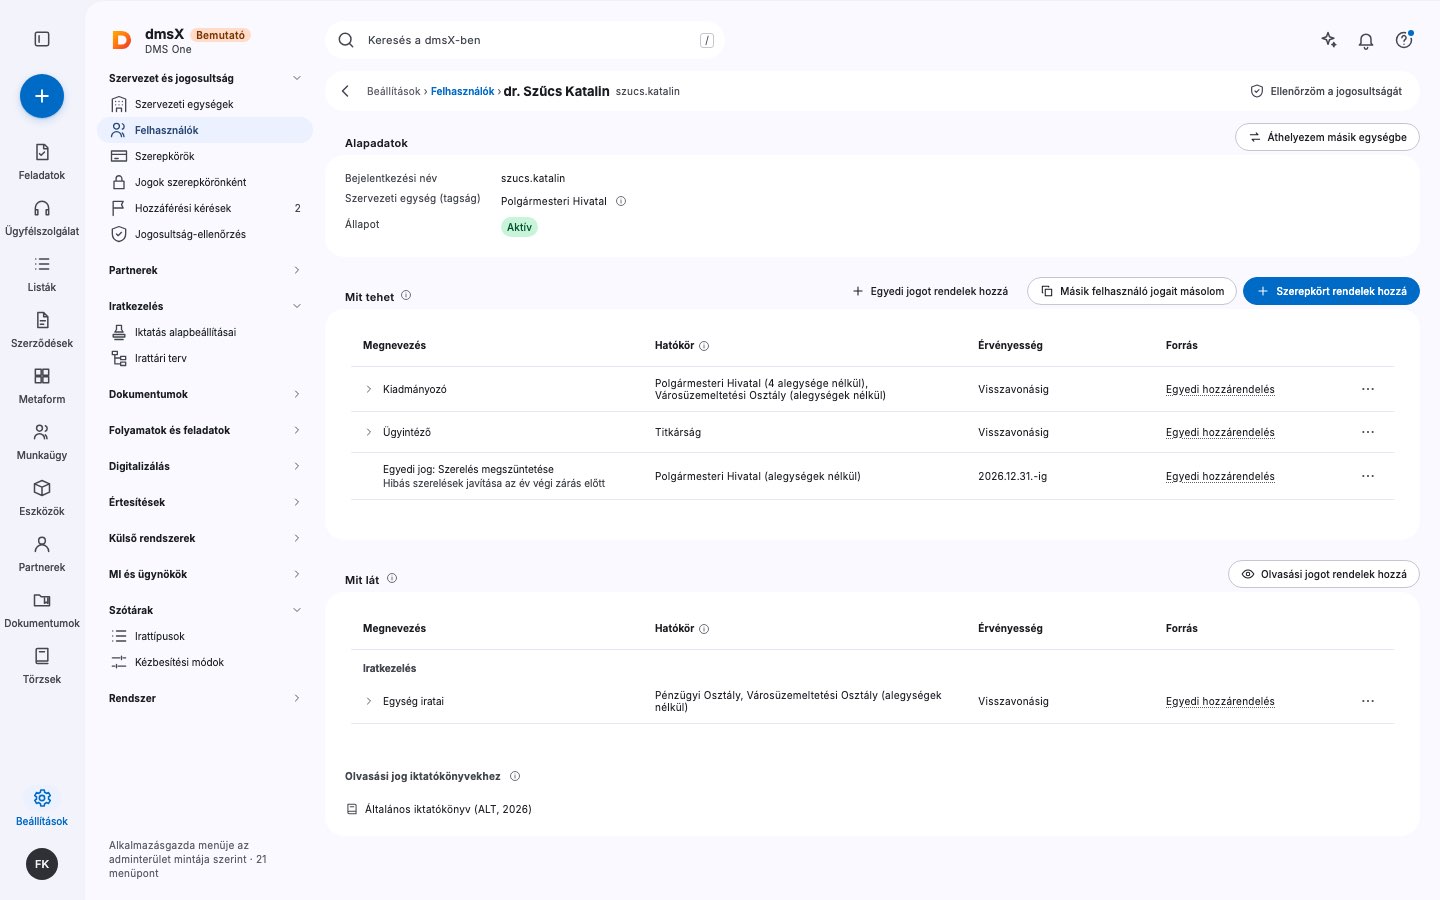 dmsX Bemutató
DMS One
Keresés a dmsX-ben
/
Feladatok
Ügyfélszolgálat
Listák
Szerződések
Metaform
Munkaügy
Eszközök
Partnerek
Dokumentumok
Törzsek
Beállítások
FK
Szervezet és jogosultság
Szervezeti egységek
Felhasználók
Szerepkörök
Jogok szerepkörönként
Hozzáférési kérések 2
Jogosultság-ellenőrzés
Partnerek
Iratkezelés
Iktatás alapbeállításai
Irattári terv
Dokumentumok
Folyamatok és feladatok
Digitalizálás
Értesítések
Külső rendszerek
MI és ügynökök
Szótárak
Irattípusok
Kézbesítési módok
Rendszer
Alkalmazásgazda menüje az
adminterület mintája szerint · 21
menüpont
Beállítások › Felhasználók › dr. Szűcs Katalin szucs.katalin
Ellenőrzöm a jogosultságát
Alapadatok
Áthelyezem másik egységbe
Bejelentkezési név szucs.katalin
Szervezeti egység (tagság) Polgármesteri Hivatal
Állapot Aktív
Mit tehet
Egyedi jogot rendelek hozzá
Másik felhasználó jogait másolom
Szerepkört rendelek hozzá
Megnevezés Hatókör Érvényesség Forrás
Kiadmányozó Polgármesteri Hivatal (4 alegysége nélkül), Visszavonásig Egyedi hozzárendelés
Városüzemeltetési Osztály (alegységek nélkül)
Ügyintéző Titkárság Visszavonásig Egyedi hozzárendelés
Egyedi jog: Szerelés megszüntetése Polgármesteri Hivatal (alegységek nélkül) 2026.12.31.-ig Egyedi hozzárendelés
Hibás szerelések javítása az év végi zárás előtt
Mit lát
Olvasási jogot rendelek hozzá
Megnevezés Hatókör Érvényesség Forrás
Iratkezelés
Egység iratai Pénzügyi Osztály, Városüzemeltetési Osztály (alegységek Visszavonásig Egyedi hozzárendelés
nélkül)
Olvasási jog iktatókönyvekhez
Általános iktatókönyv (ALT, 2026)